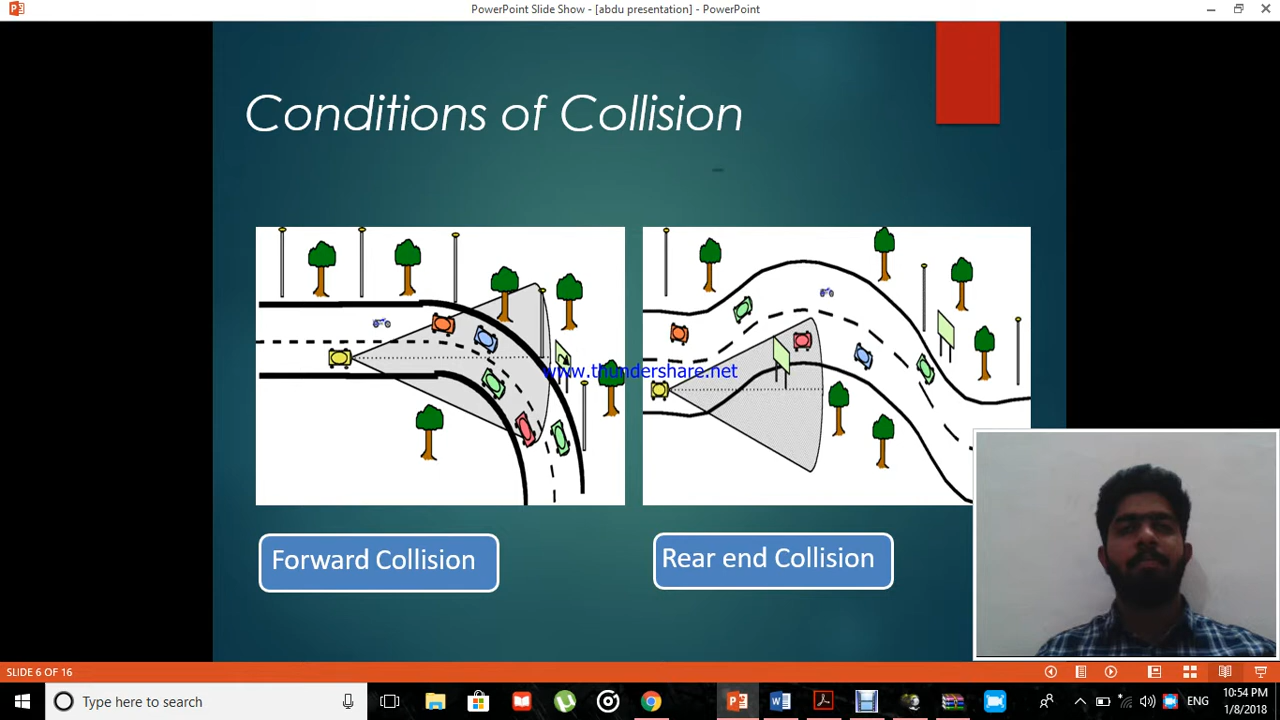 PowerPoint Slide Show - [abdu presentation] - PowerPoint
Conditions of Collision
www.thundershare.net
Forward Collision
Rear end Collision
SLIDE 6 OF 16
Type here to search
ENG
10:54 PM
1/8/2018